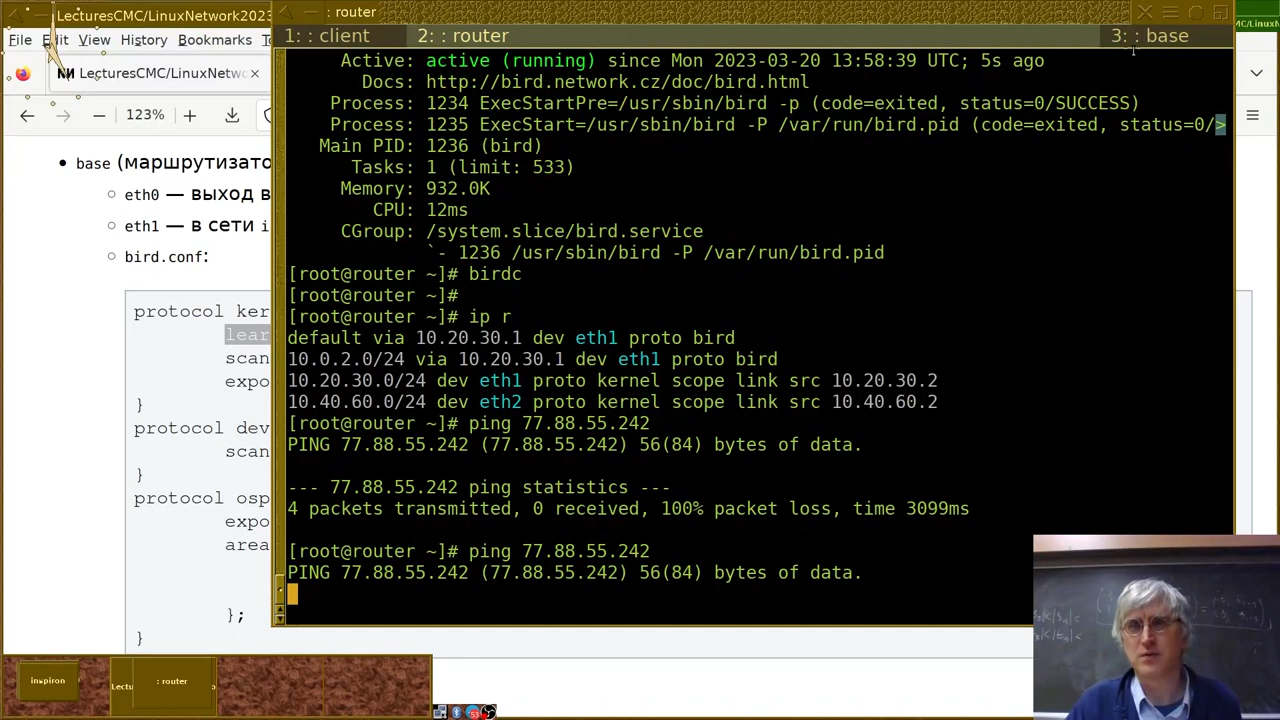 LecturesCMC/LinuxNetwork2023
: router
File Edit View History Bookmarks
1: : client
2: : router
3: : base
LecturesCMC/LinuxNetwo
123%
base (маршрутизато
eth0 — выход в
eth1 — в сети i
bird.conf:
protocol ker
lear
scan
expo
}
protocol dev
scan
}
protocol osp
expo
area
};
}
Active: active (running) since Mon 2023-03-20 13:58:39 UTC; 5s ago
Docs: http://bird.network.cz/doc/bird.html
Process: 1234 ExecStartPre=/usr/sbin/bird -p (code=exited, status=0/SUCCESS)
Process: 1235 ExecStart=/usr/sbin/bird -P /var/run/bird.pid (code=exited, status=0/>
Main PID: 1236 (bird)
Tasks: 1 (limit: 533)
Memory: 932.0K
CPU: 12ms
CGroup: /system.slice/bird.service
`- 1236 /usr/sbin/bird -P /var/run/bird.pid
[root@router ~]# birdc
[root@router ~]#
[root@router ~]# ip r
default via 10.20.30.1 dev eth1 proto bird
10.0.2.0/24 via 10.20.30.1 dev eth1 proto bird
10.20.30.0/24 dev eth1 proto kernel scope link src 10.20.30.2
10.40.60.0/24 dev eth2 proto kernel scope link src 10.40.60.2
[root@router ~]# ping 77.88.55.242
PING 77.88.55.242 (77.88.55.242) 56(84) bytes of data.
--- 77.88.55.242 ping statistics ---
4 packets transmitted, 0 received, 100% packet loss, time 3099ms
[root@router ~]# ping 77.88.55.242
PING 77.88.55.242 (77.88.55.242) 56(84) bytes of data.
inspiron
Lectu
: router